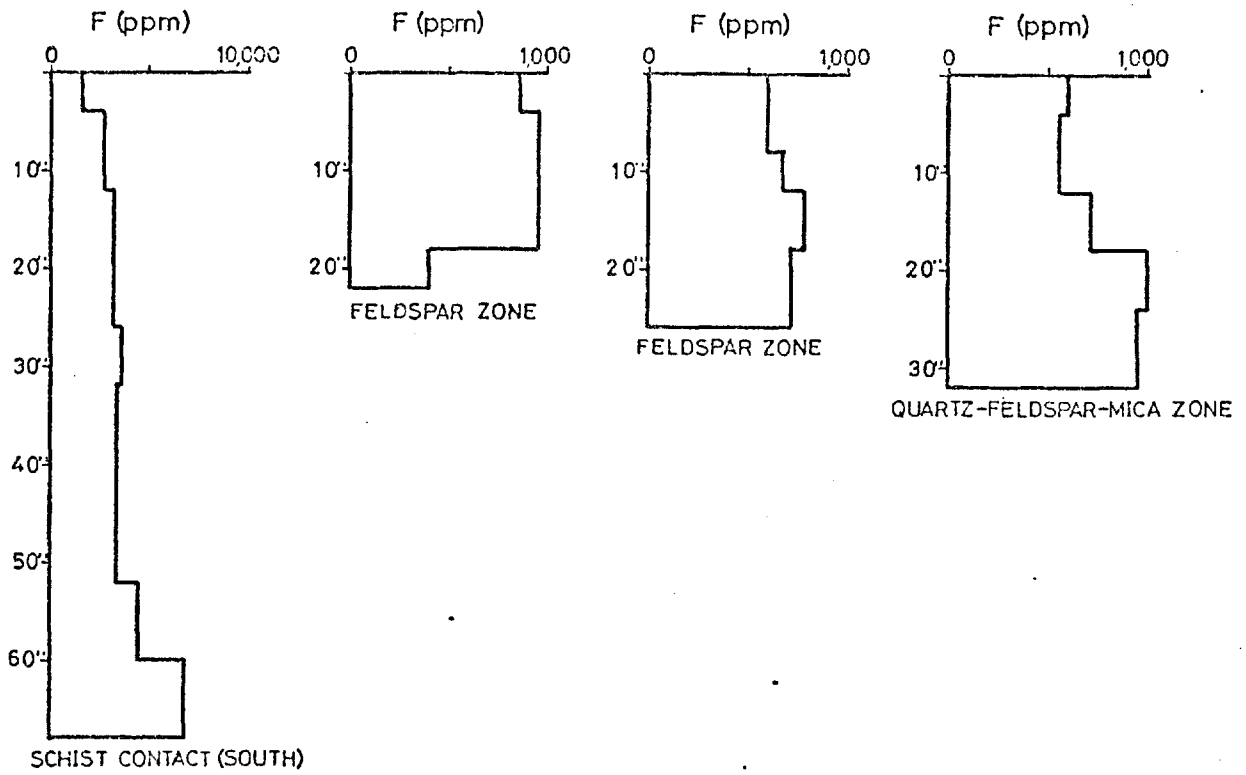 F (ppm)
0 10,000
10"
20"
30"
40"
50"
60"
SCHIST CONTACT (SOUTH)
F (ppm)
0 1,000
10"
20"
FELDSPAR ZONE
F (ppm)
0 1,000
10"
20"
FELDSPAR ZONE
F (ppm)
0 1,000
10"
20"
30"
QUARTZ-FELDSPAR-MICA ZONE